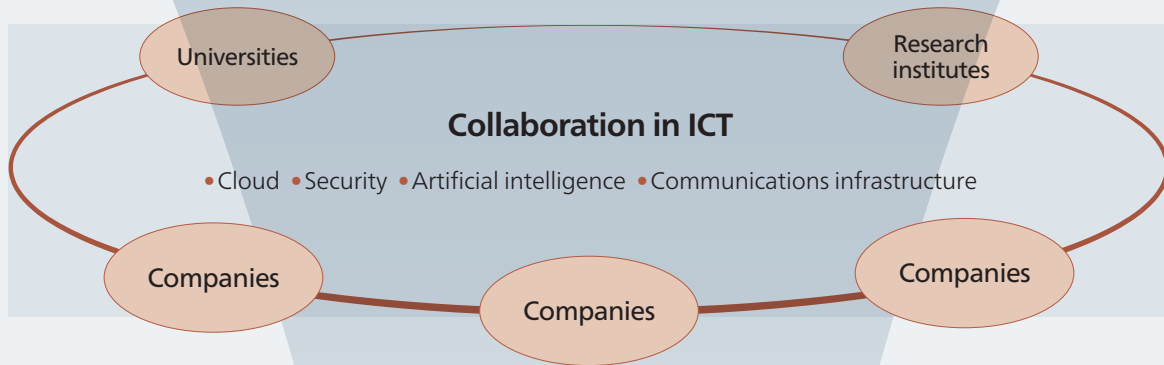 Universities
Research
institutes
Collaboration in ICT
•Cloud •Security •Artificial intelligence •Communications infrastructure
Companies
Companies
Companies